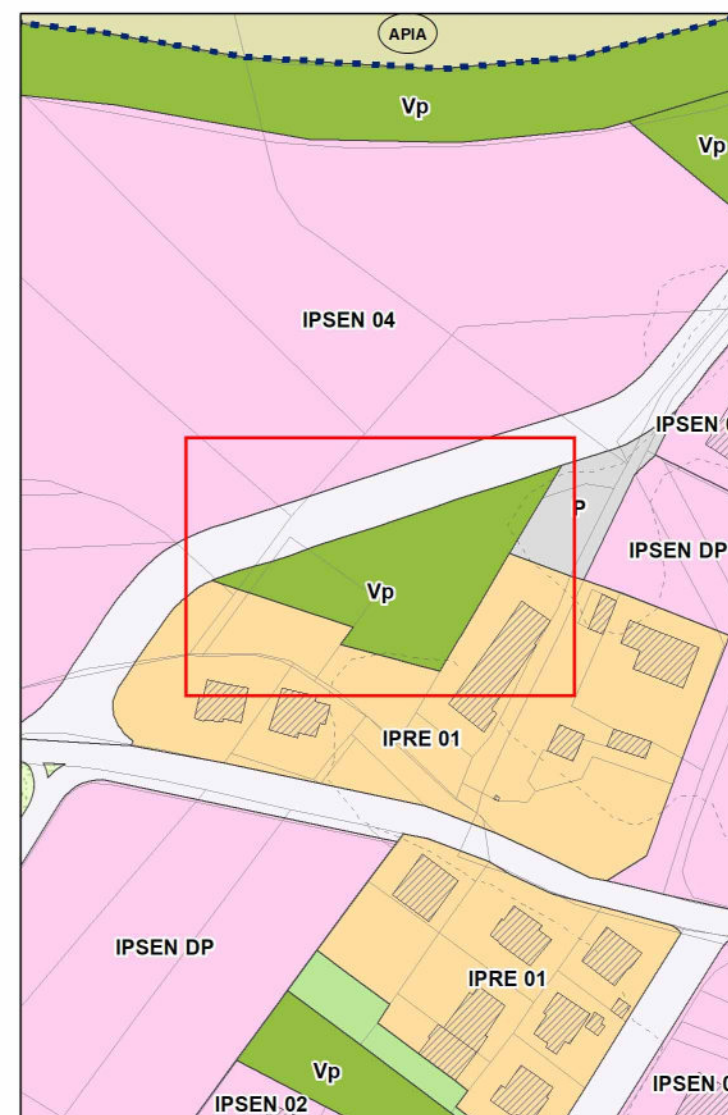 APIA
Vp
Vp
IPSEN 04
IPSEN
P
IPSEN DP
Vp
IPRE 01
IPSEN DP
IPRE 01
Vp
IPSEN
IPSEN 02